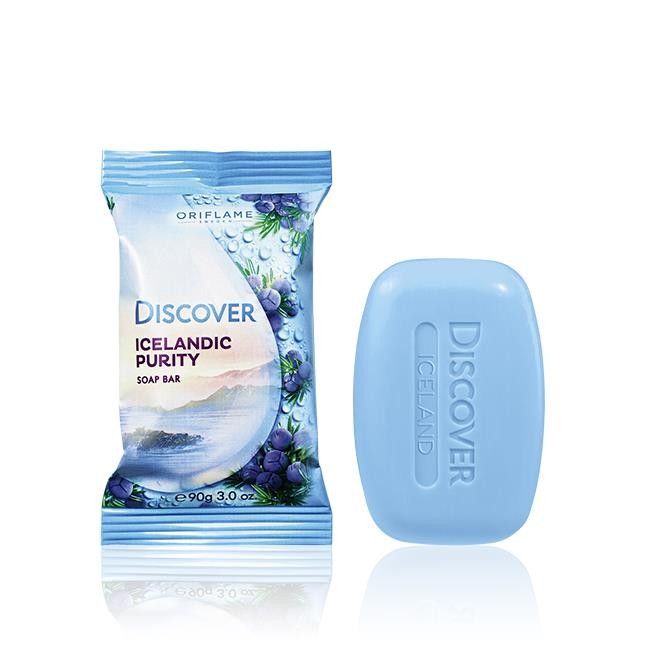 ORIFLAME
SWEDEN
DISCOVER
ICELANDIC
PURITY
SOAP BAR
℮90g 3.0 oz.
DISCOVER
ICELAND